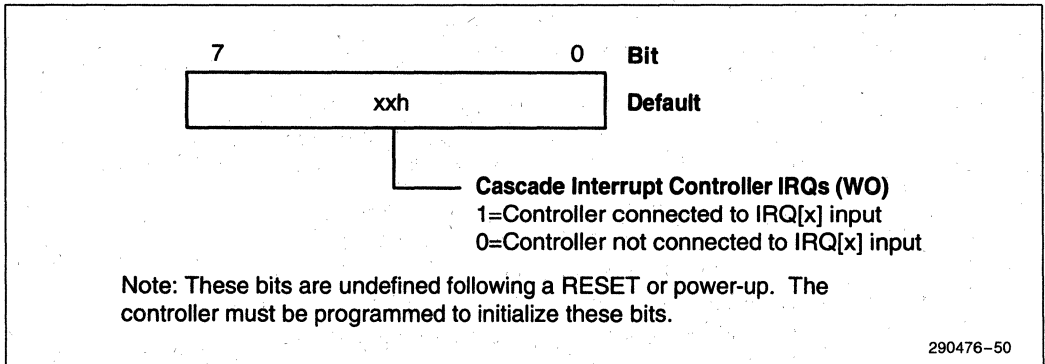 7 0 Bit
xxh Default
Cascade Interrupt Controller IRQs (WO)
1=Controller connected to IRQ[x] input
0=Controller not connected to IRQ[x] input
Note: These bits are undefined following a RESET or power-up. The
controller must be programmed to initialize these bits.
290476–50